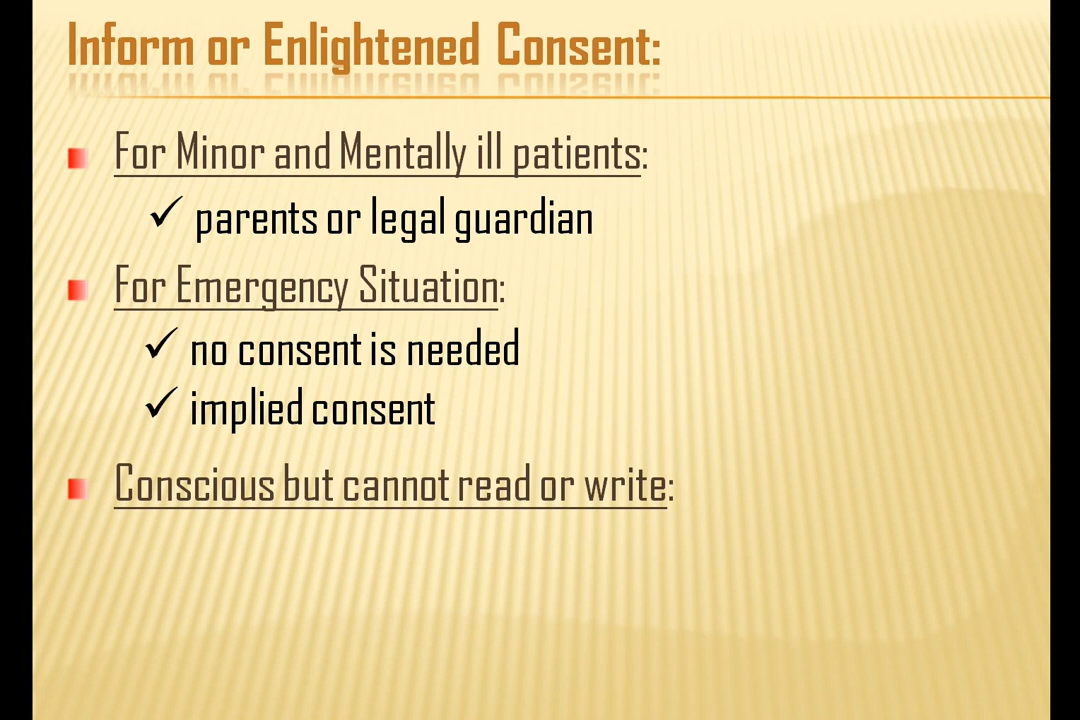 Inform or Enlightened Consent:
For Minor and Mentally ill patients:
✓ parents or legal guardian
For Emergency Situation:
✓ no consent is needed
✓ implied consent
Conscious but cannot read or write: